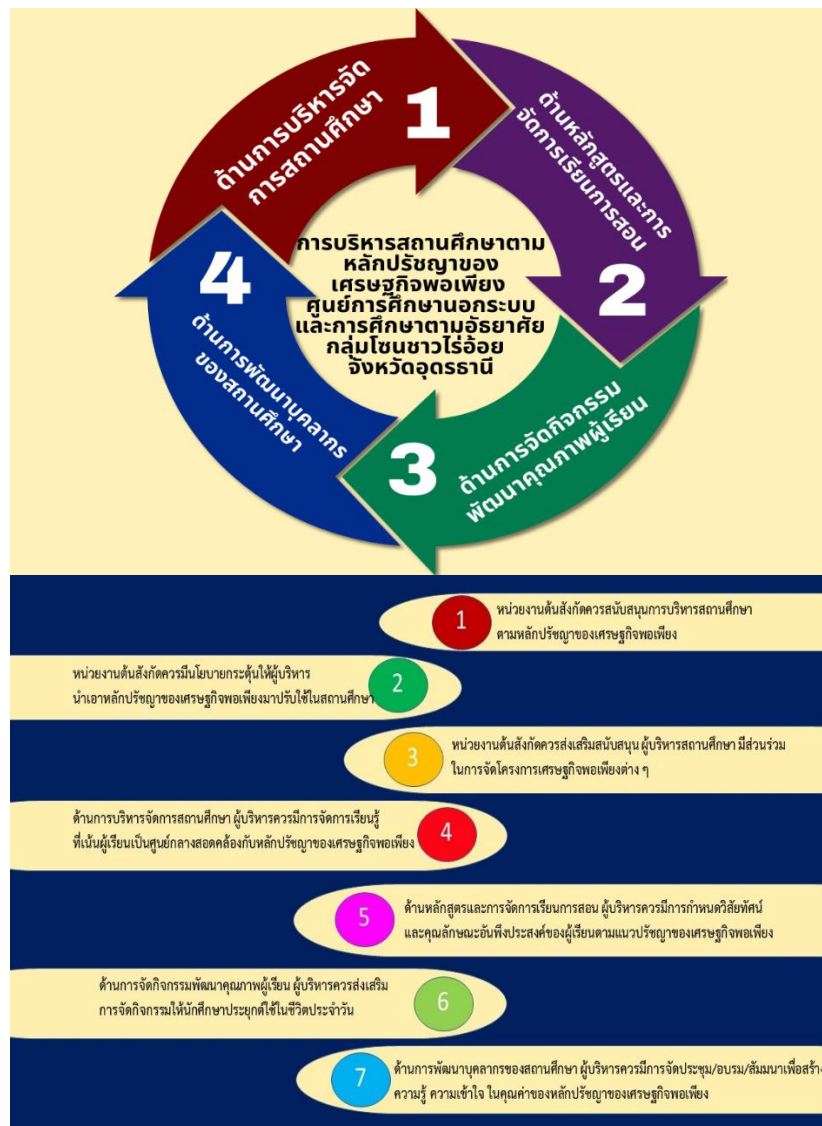 1
ด้านการบริหารจัด
การสถานศึกษา
2
ด้านหลักสูตรและการ
จัดการเรียนการสอน
3
ด้านการจัดกิจกรรม
พัฒนาคุณภาพผู้เรียน
4
ด้านการพัฒนาบุคลากร
ของสถานศึกษา
การบริหารสถานศึกษาตาม
หลักปรัชญาของ
เศรษฐกิจพอเพียง
ศูนย์การศึกษานอกระบบ
และการศึกษาตามอัธยาศัย
กลุ่มโซนชาวไร่อ้อย
จังหวัดอุดรธานี
1
หน่วยงานต้นสังกัดควรสนับสนุนการบริหารสถานศึกษา
ตามหลักปรัชญาของเศรษฐกิจพอเพียง
2
หน่วยงานต้นสังกัดควรมีนโยบายกระตุ้นให้ผู้บริหาร
นำเอาหลักปรัชญาของเศรษฐกิจพอเพียงมาปรับใช้ในสถานศึกษา
3
หน่วยงานต้นสังกัดควรส่งเสริมสนับสนุน ผู้บริหารสถานศึกษา มีส่วนร่วม
ในการจัดโครงการเศรษฐกิจพอเพียงต่าง ๆ
4
ด้านการบริหารจัดการสถานศึกษา ผู้บริหารควรมีการจัดการเรียนรู้
ที่เน้นผู้เรียนเป็นศูนย์กลางสอดคล้องกับหลักปรัชญาของเศรษฐกิจพอเพียง
5
ด้านหลักสูตรและการจัดการเรียนการสอน ผู้บริหารควรมีการกำหนดวิสัยทัศน์
และคุณลักษณะอันพึงประสงค์ของผู้เรียนตามแนวปรัชญาของเศรษฐกิจพอเพียง
6
ด้านการจัดกิจกรรมพัฒนาคุณภาพผู้เรียน ผู้บริหารควรส่งเสริม
การจัดกิจกรรมให้นักศึกษาประยุกต์ใช้ในชีวิตประจำวัน
7
ด้านการพัฒนาบุคลากรของสถานศึกษา ผู้บริหารควรมีการจัดประชุม/อบรม/สัมมนาเพื่อสร้าง
ความรู้ ความเข้าใจ ในคุณค่าของหลักปรัชญาของเศรษฐกิจพอเพียง